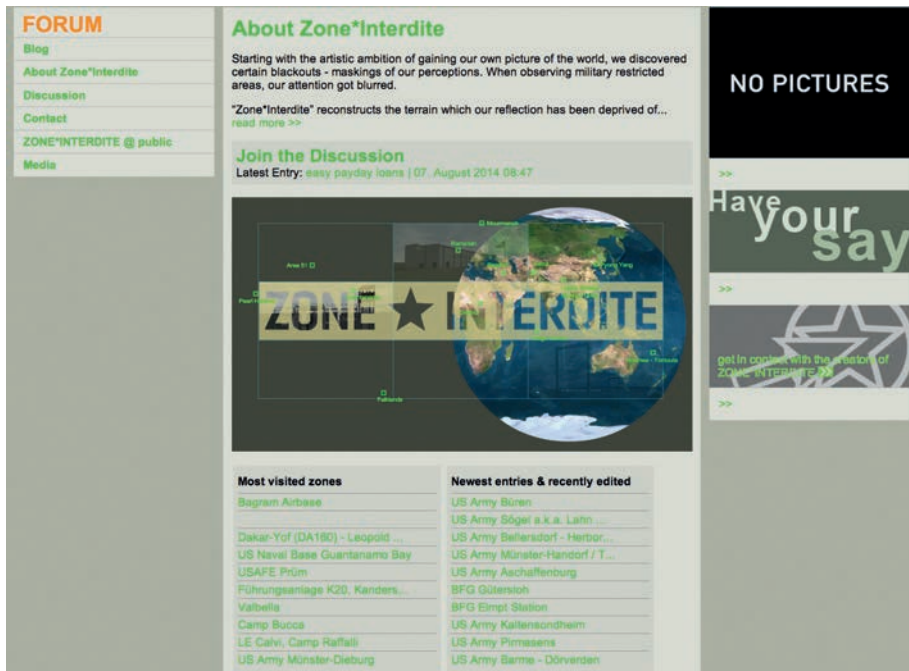 FORUM
Blog
About Zone*Interdite
Discussion
Contact
ZONE*INTERDITE @ public
Media
About Zone*Interdite
Starting with the artistic ambition of gaining our own picture of the world, we discovered
certain blackouts - maskings of our perceptions. When observing military restricted
areas, our attention got blurred.
"Zone*Interdite" reconstructs the terrain which our reflection has been deprived of...
read more >>
Join the Discussion
Latest Entry: easy payday loans | 07. August 2014 08:47
Murmansk
Area 51
ZONE ★ INTERDITE
Falklands
Most visited zones
Bagram Airbase
Dakar-Yof (DA160) - Leopold ...
US Naval Base Guantanamo Bay
USAFE Prüm
Führungsanlage K20, Kanders...
Valbella
Camp Bucca
LE Calvi, Camp Raffalli
US Army Münster-Dieburg
Newest entries & recently edited
US Army Büren
US Army Sögel a.k.a. Lahn ...
US Army Bellersdorf - Herbor...
US Army Münster-Handorf / T...
US Army Aschaffenburg
BFG Gütersloh
BFG Elmpt Station
US Army Kaltensondheim
US Army Pirmasens
US Army Barme - Dörverden
NO PICTURES
>>
Have
your
say
>>
get in contact with the creators of
ZONE INTERDITE >>
>>